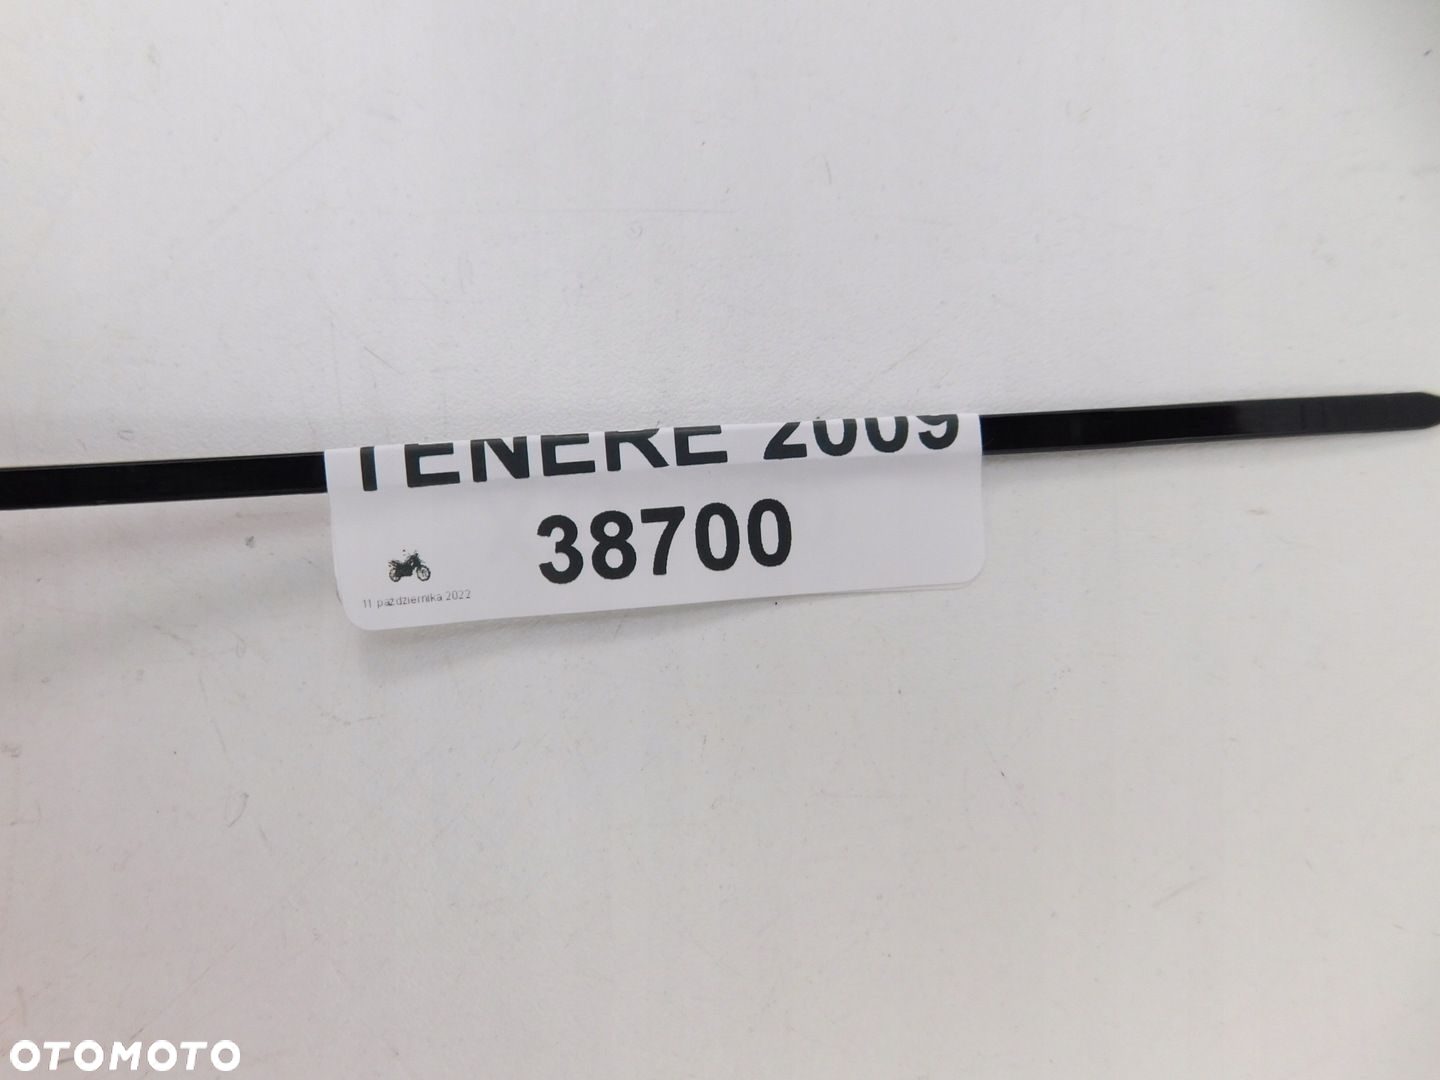 TENERE 2009
38700
11 października 2022
OTOMOTO